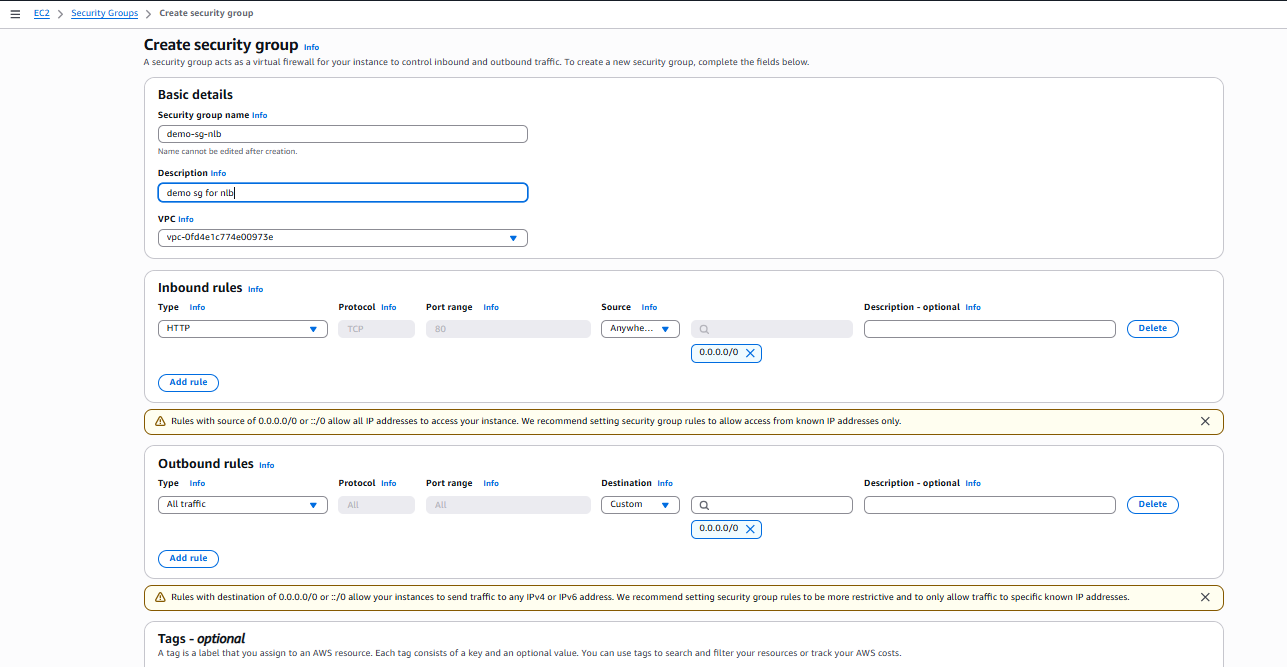 EC2 > Security Groups > Create security group
Create security group Info
A security group acts as a virtual firewall for your instance to control inbound and outbound traffic. To create a new security group, complete the fields below.
Basic details
Security group name Info
demo-sg-nlb
Name cannot be edited after creation.
Description Info
demo sg for nlb
VPC Info
vpc-0fd4e1c774e00973e
Inbound rules Info
Type Info Protocol Info Port range Info Source Info Description - optional Info
HTTP TCP 80 Anywhe... Delete
0.0.0.0/0
Add rule
Rules with source of 0.0.0.0/0 or ::/0 allow all IP addresses to access your instance. We recommend setting security group rules to allow access from known IP addresses only.
Outbound rules Info
Type Info Protocol Info Port range Info Destination Info Description - optional Info
All traffic All All Custom Delete
0.0.0.0/0
Add rule
Rules with destination of 0.0.0.0/0 or ::/0 allow your instances to send traffic to any IPv4 or IPv6 address. We recommend setting security group rules to be more restrictive and to only allow traffic to specific known IP addresses.
Tags - optional
A tag is a label that you assign to an AWS resource. Each tag consists of a key and an optional value. You can use tags to search and filter your resources or track your AWS costs.